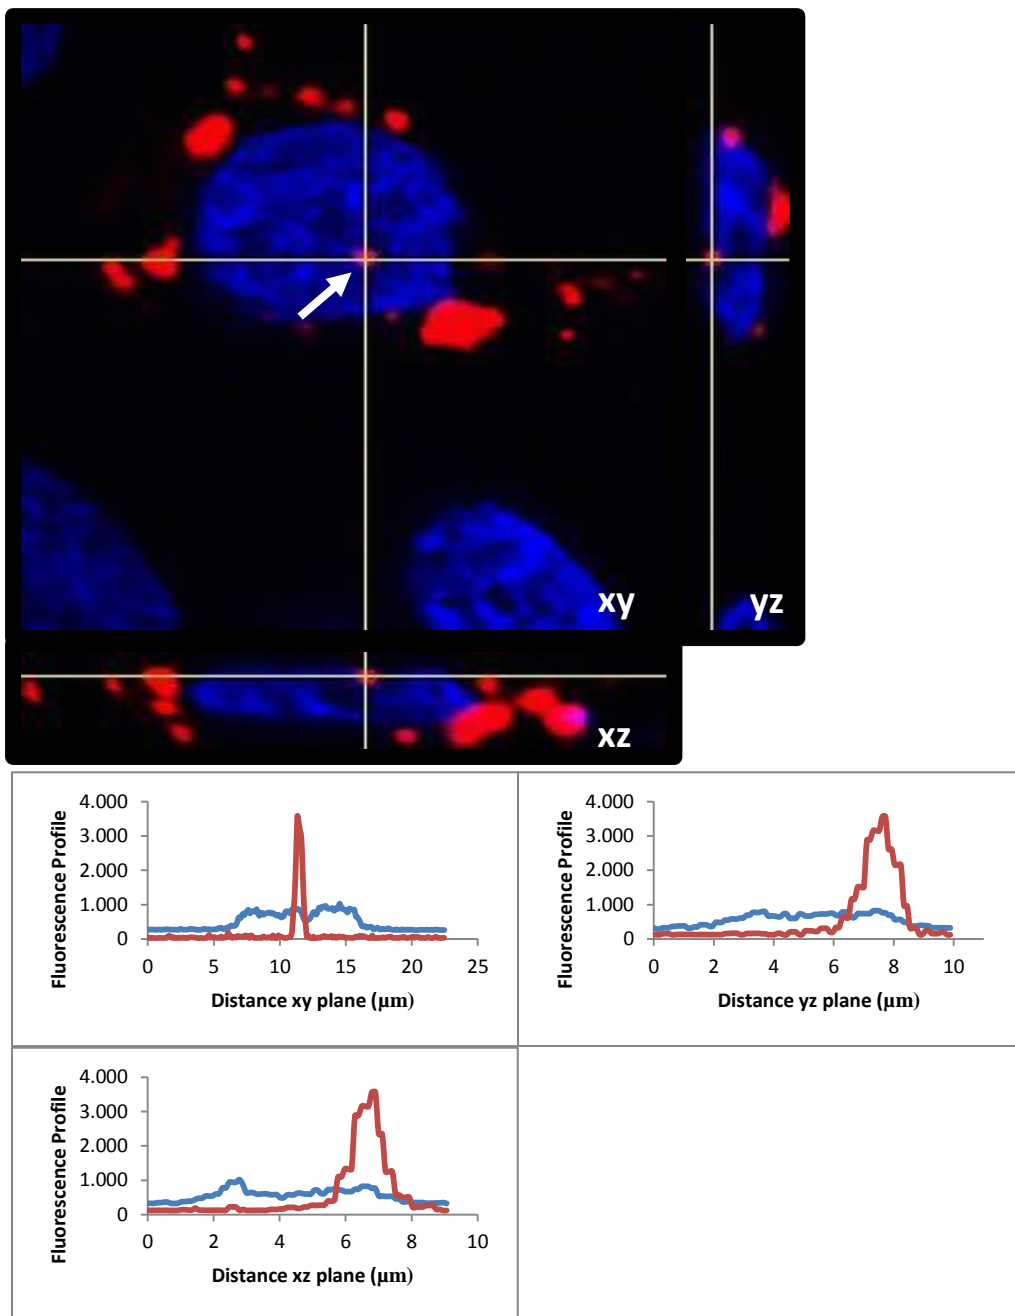 xy
yz
xz
4.000
3.000
2.000
1.000
0
0 5 10 15 20 25
Fluorescence Profile
Distance xy plane (µm)
4.000
3.000
2.000
1.000
0
0 2 4 6 8 10
Fluorescence Profile
Distance yz plane (µm)
4.000
3.000
2.000
1.000
0
0 2 4 6 8 10
Fluorescence Profile
Distance xz plane (µm)